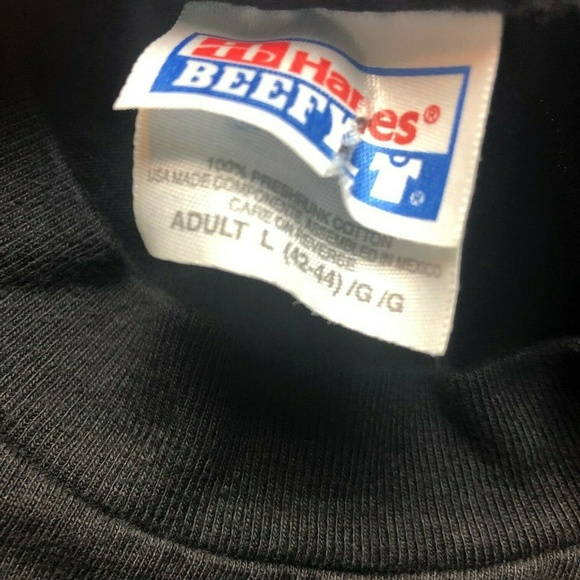 Hanes®
BEEFY-T®
100% PRESHRUNK COTTON
USA MADE COMPONENTS ASSEMBLED IN MEXICO
CARE ON REVERSE
ADULT L (42-44) /G /G